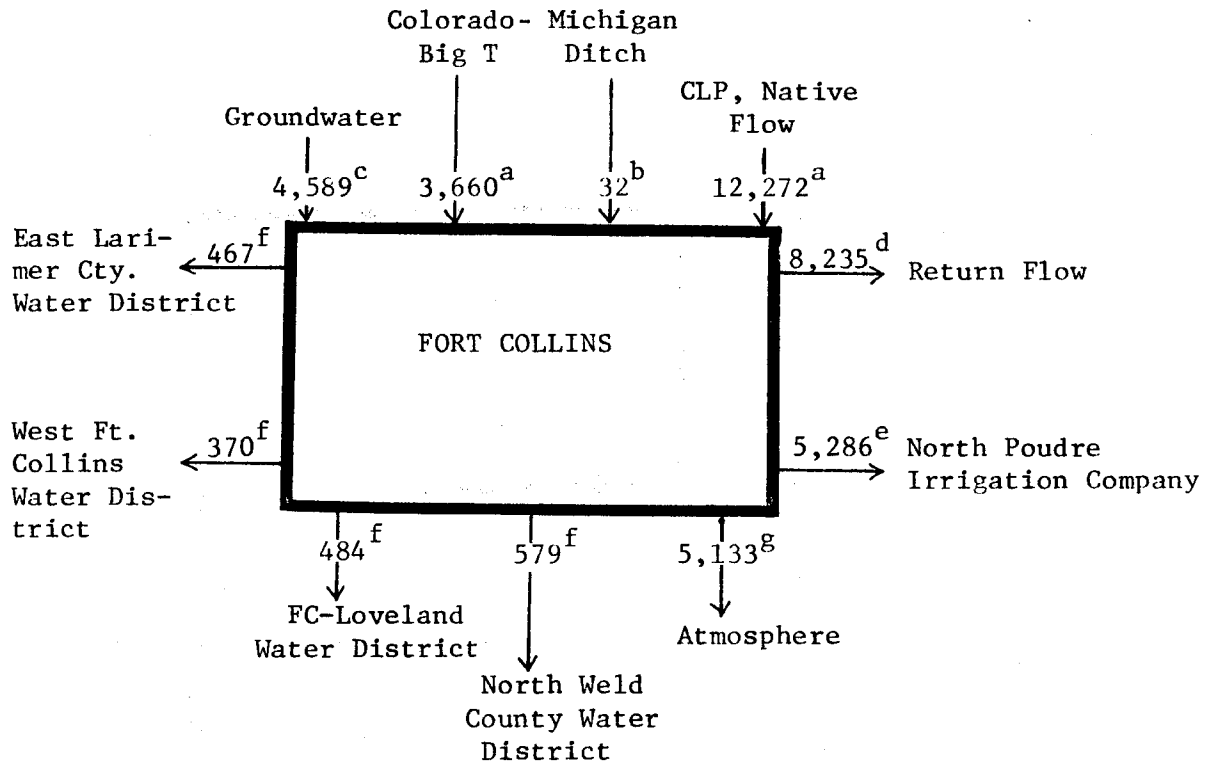 Colorado- Michigan
Big T Ditch
CLP, Native
Flow
Groundwater
4,589c 3,660a 32b 12,272a
East Lari-
mer Cty.
Water District
467f
8,235d
Return Flow
FORT COLLINS
West Ft.
Collins
Water Dis-
trict
370f
5,286e
North Poudre
Irrigation Company
484f 579f 5,133g
FC-Loveland
Water District
Atmosphere
North Weld
County Water
District